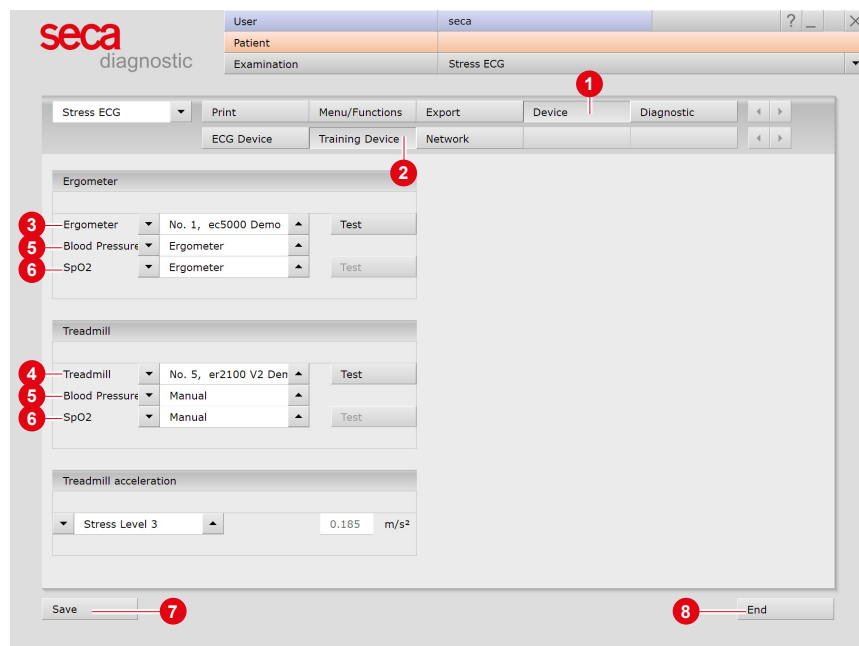 seca
diagnostic
User seca ? _ X
Patient
Examination Stress ECG
1
Stress ECG Print Menu/Functions Export Device Diagnostic
ECG Device Training Device Network
2
Ergometer
3 Ergometer No. 1, ec5000 Demo Test
5 Blood Pressure Ergometer
6 SpO2 Ergometer Test
Treadmill
4 Treadmill No. 5, er2100 V2 Den Test
5 Blood Pressure Manual
6 SpO2 Manual Test
Treadmill acceleration
Stress Level 3 0.185 m/s²
Save 7 8 End